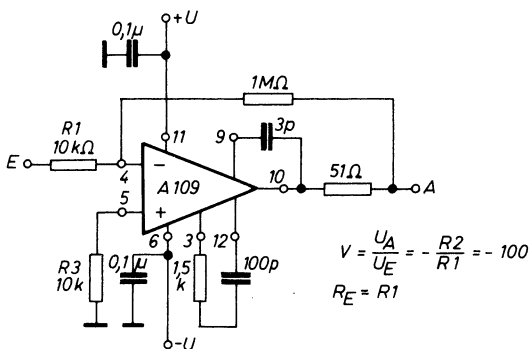 +U
0,1µ
1MΩ
R1
10kΩ
11
9
3p
E
4
−
A109
10
51Ω
A
5
+
6
3
12
R3
10k
0,1µ
1,5
k
100p
−U
V = U_A / U_E = − R2 / R1 = −100
R_E = R1